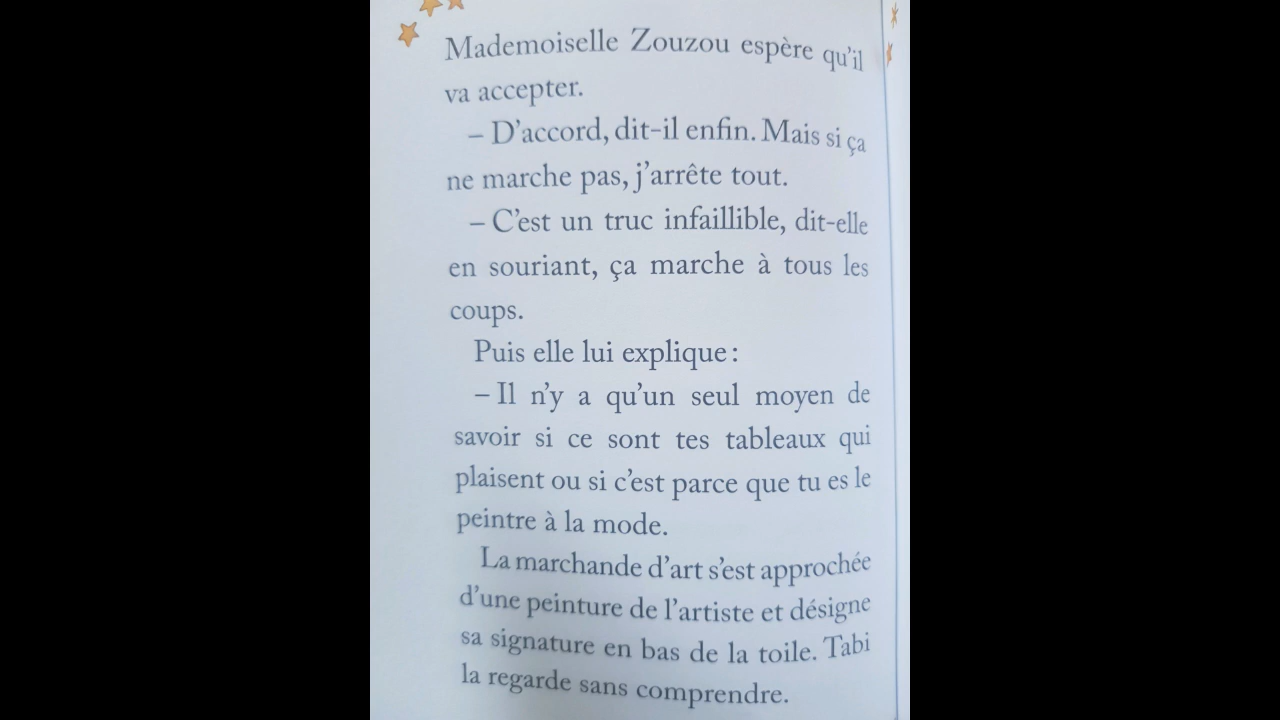 Mademoiselle Zouzou espère qu'il
va accepter.
– D'accord, dit-il enfin. Mais si ça
ne marche pas, j'arrête tout.
– C'est un truc infaillible, dit-elle
en souriant, ça marche à tous les
coups.
Puis elle lui explique :
– Il n'y a qu'un seul moyen de
savoir si ce sont tes tableaux qui
plaisent ou si c'est parce que tu es le
peintre à la mode.
La marchande d'art s'est approchée
d'une peinture de l'artiste et désigne
sa signature en bas de la toile. Tabi
la regarde sans comprendre.